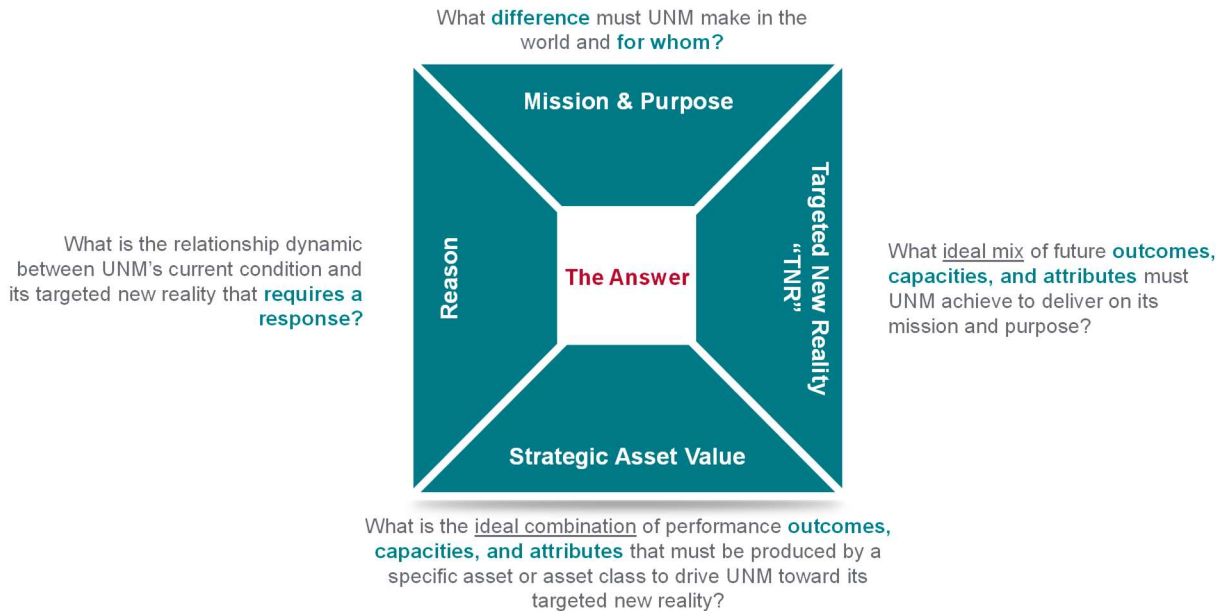 What difference must UNM make in the
world and for whom?
Mission & Purpose
What is the relationship dynamic
between UNM’s current condition and
its targeted new reality that requires a
response?
Reason
The Answer
Targeted New Reality
“TNR”
What ideal mix of future outcomes,
capacities, and attributes must
UNM achieve to deliver on its
mission and purpose?
Strategic Asset Value
What is the ideal combination of performance outcomes,
capacities, and attributes that must be produced by a
specific asset or asset class to drive UNM toward its
targeted new reality?